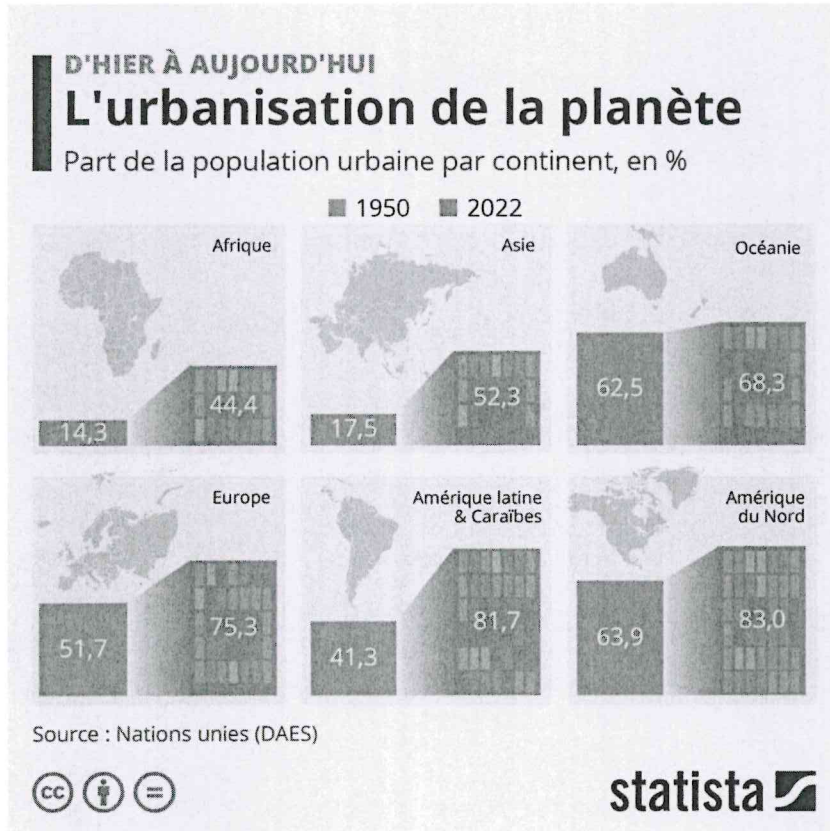 D'HIER À AUJOURD'HUI
L'urbanisation de la planète
Part de la population urbaine par continent, en %
1950 2022
Afrique
14,3
44,4
Asie
17,5
52,3
Océanie
62,5
68,3
Europe
51,7
75,3
Amérique latine
& Caraïbes
41,3
81,7
Amérique
du Nord
63,9
83,0
Source : Nations unies (DAES)
cc
statista